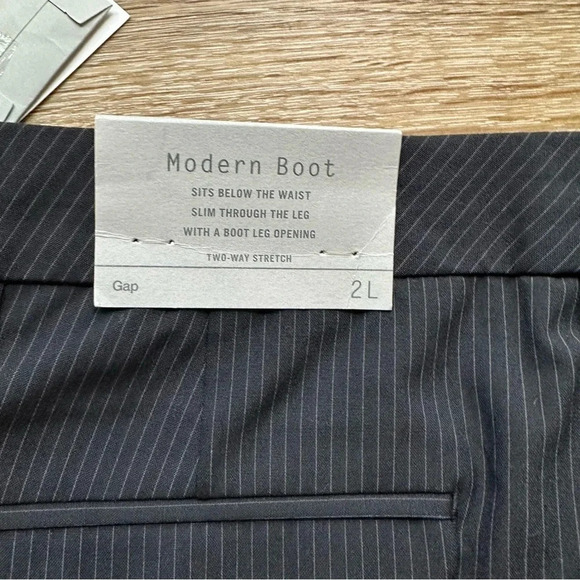 Modern Boot
SITS BELOW THE WAIST
SLIM THROUGH THE LEG
WITH A BOOT LEG OPENING
TWO-WAY STRETCH
Gap 2L